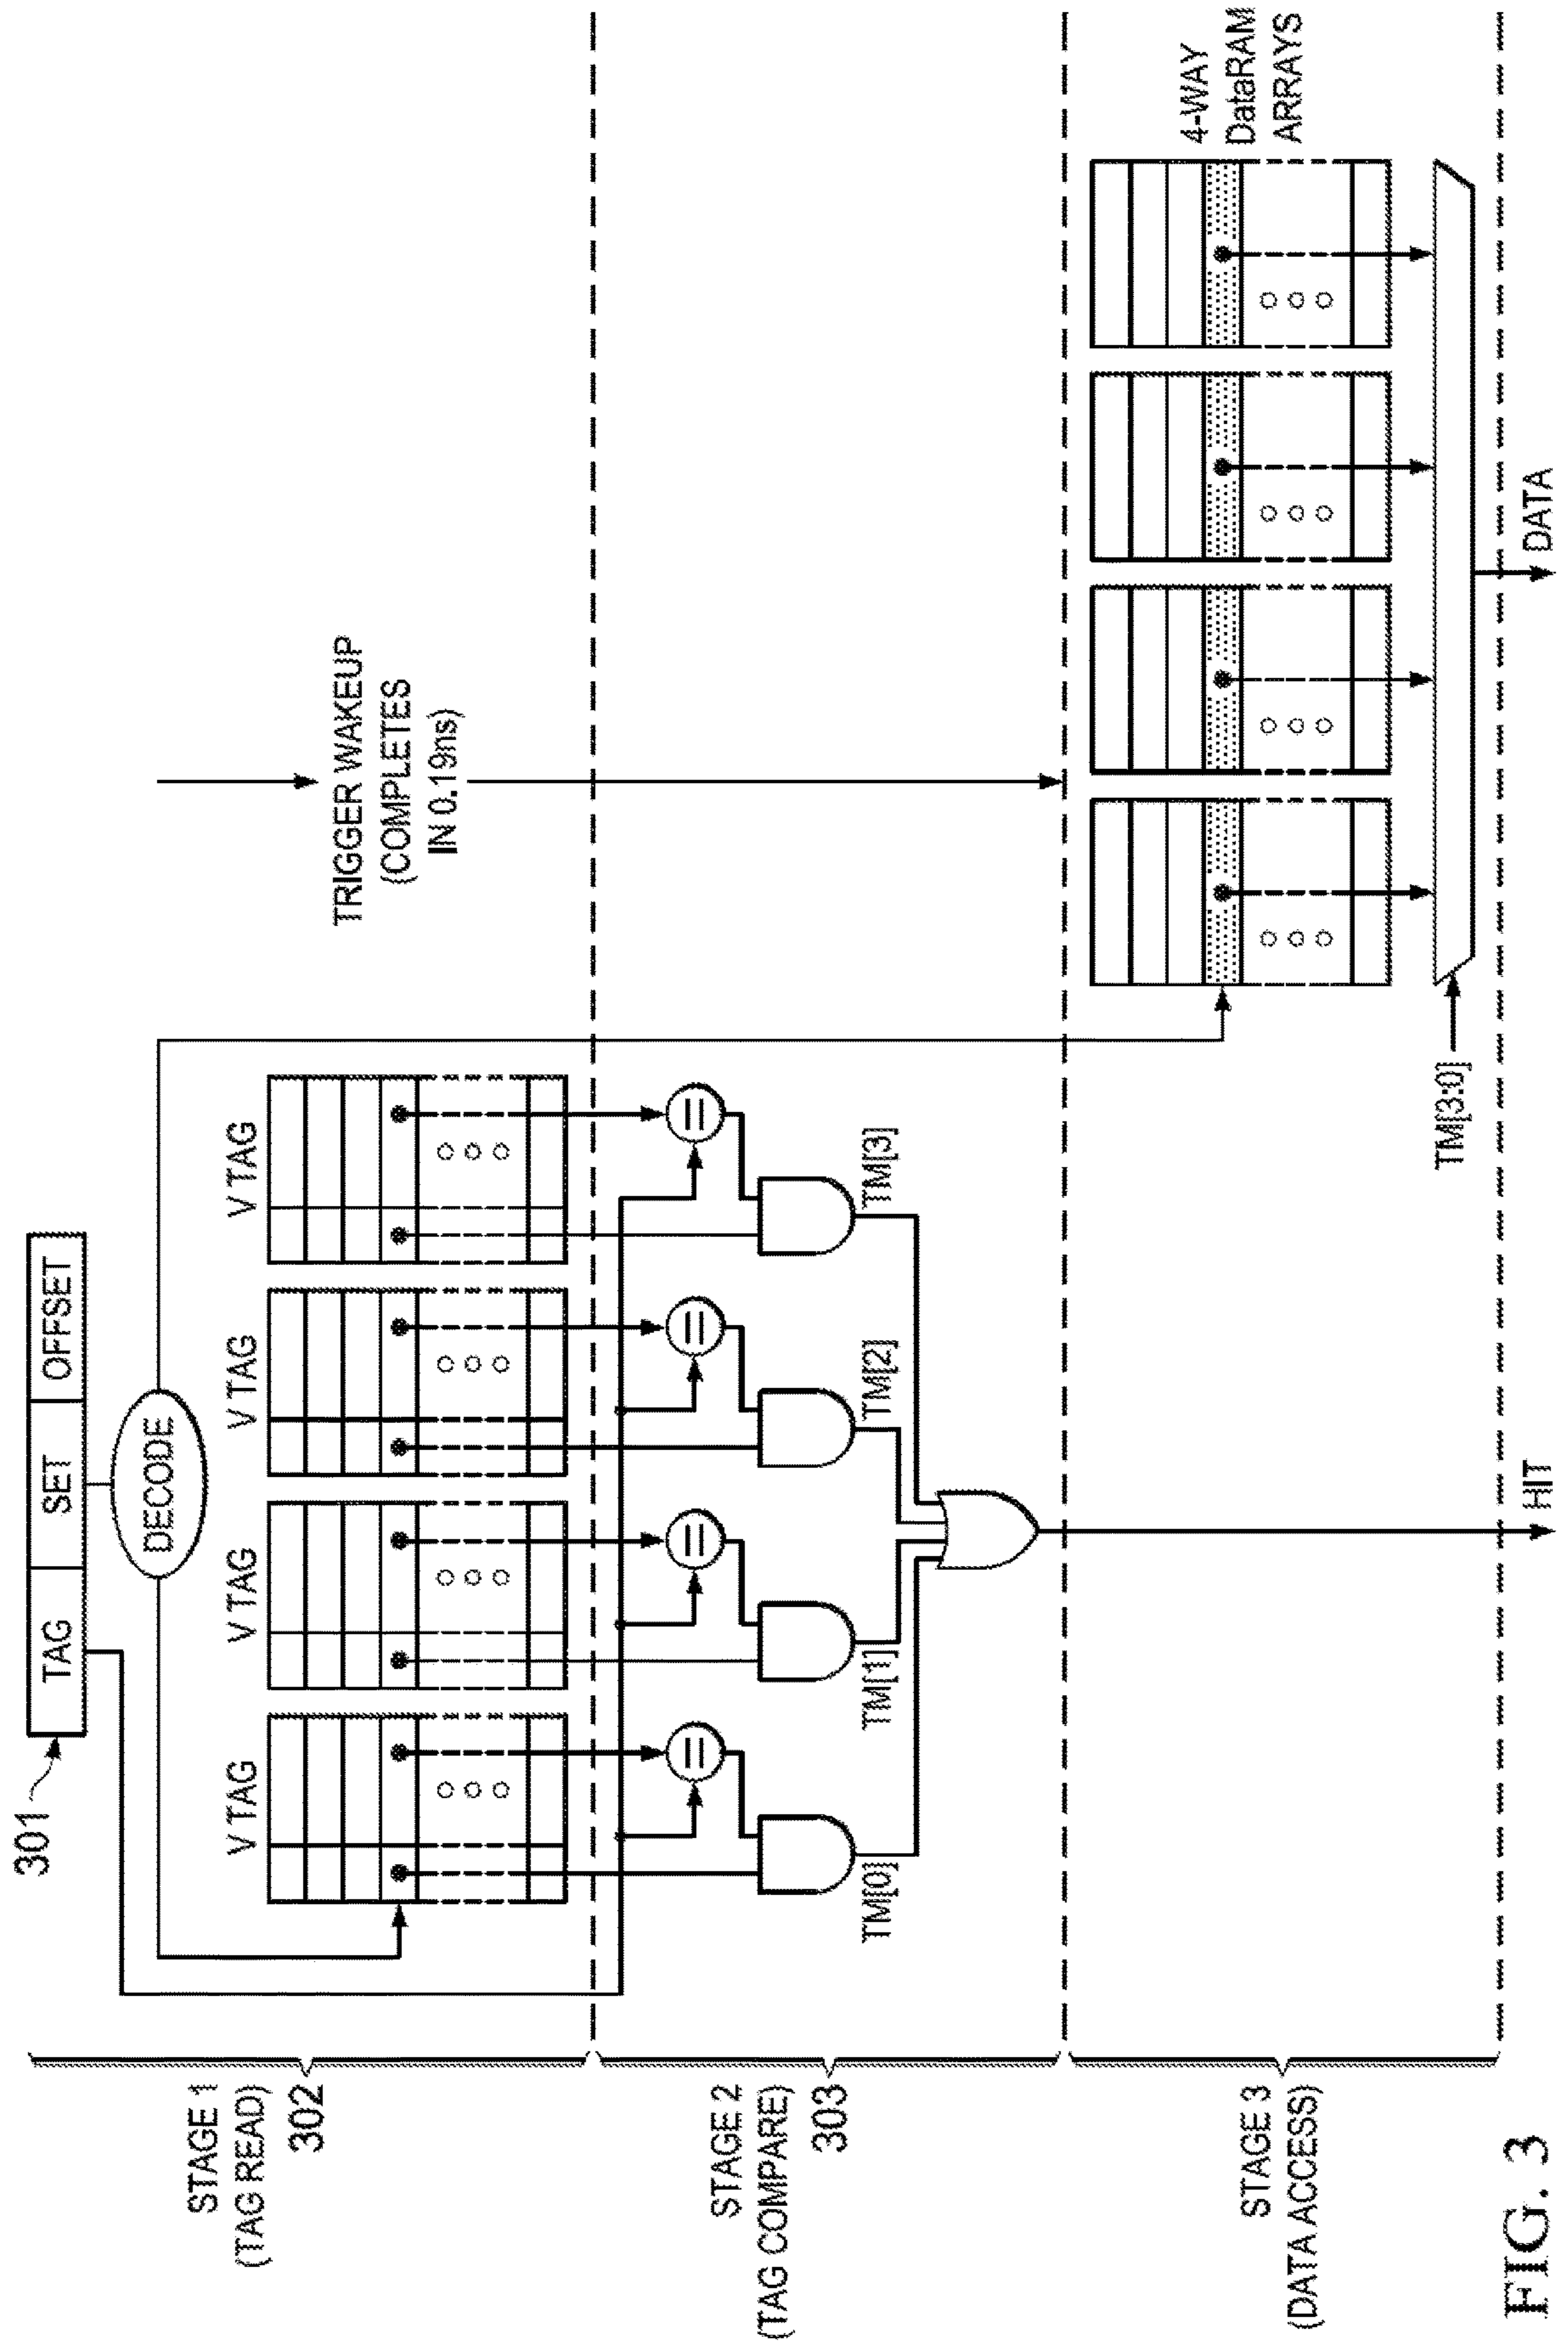 301
TAG
SET
OFFSET
DECODE
V TAG
V TAG
V TAG
V TAG
TRIGGER WAKEUP
(COMPLETES
IN 0.19ns)
STAGE 1
(TAG READ)
302
=
=
=
=
TM[0]
TM[1]
TM[2]
TM[3]
STAGE 2
(TAG COMPARE)
303
4-WAY
DataRAM
ARRAYS
TM[3:0]
STAGE 3
(DATA ACCESS)
HIT
DATA
FIG. 3